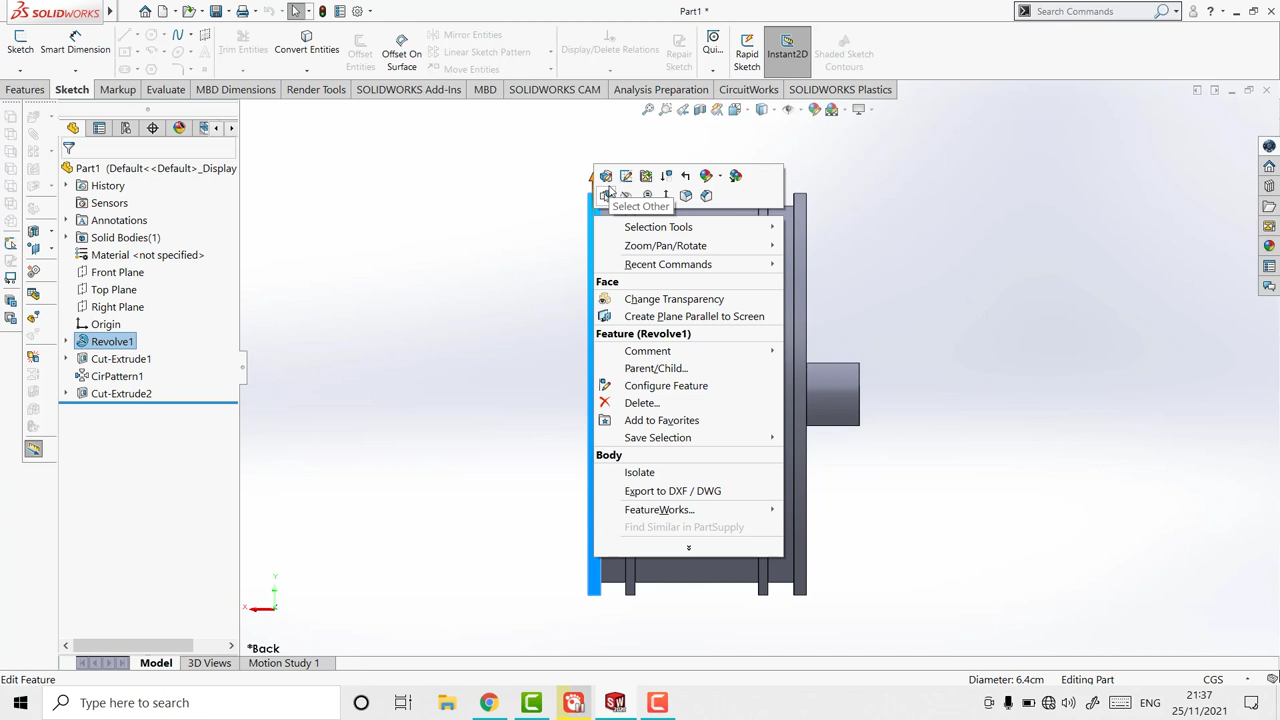 SOLIDWORKS
Part1 *
Search Commands
Sketch
Smart Dimension
Trim Entities
Convert Entities
Offset
Entities
Offset On
Surface
Mirror Entities
Linear Sketch Pattern
Move Entities
Display/Delete Relations
Repair
Sketch
Qui...
Rapid
Sketch
Instant2D
Shaded Sketch
Contours
Features
Sketch
Markup
Evaluate
MBD Dimensions
Render Tools
SOLIDWORKS Add-Ins
MBD
SOLIDWORKS CAM
Analysis Preparation
CircuitWorks
SOLIDWORKS Plastics
Part1 (Default<<Default>_Display
History
Sensors
Annotations
Solid Bodies(1)
Material <not specified>
Front Plane
Top Plane
Right Plane
Origin
Revolve1
Cut-Extrude1
CirPattern1
Cut-Extrude2
Select Other
Selection Tools
Zoom/Pan/Rotate
Recent Commands
Face
Change Transparency
Create Plane Parallel to Screen
Feature (Revolve1)
Comment
Parent/Child...
Configure Feature
Delete...
Add to Favorites
Save Selection
Body
Isolate
Export to DXF / DWG
FeatureWorks...
Find Similar in PartSupply
Y
X
*Back
Model
3D Views
Motion Study 1
Edit Feature
Diameter: 6.4cm
Editing Part
CGS
Type here to search
ENG
21:37
25/11/2021